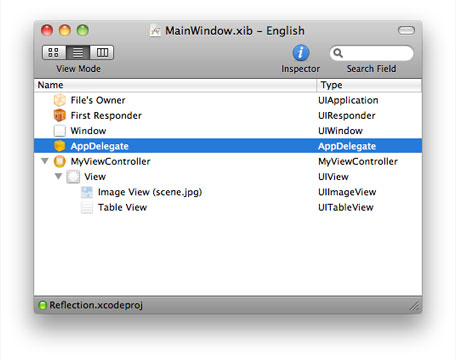 MainWindow.xib – English
View Mode
Inspector
Search Field
Name Type
File's Owner UIApplication
First Responder UIResponder
Window UIWindow
AppDelegate AppDelegate
MyViewController MyViewController
View UIView
Image View (scene.jpg) UIImageView
Table View UITableView
Reflection.xcodeproj